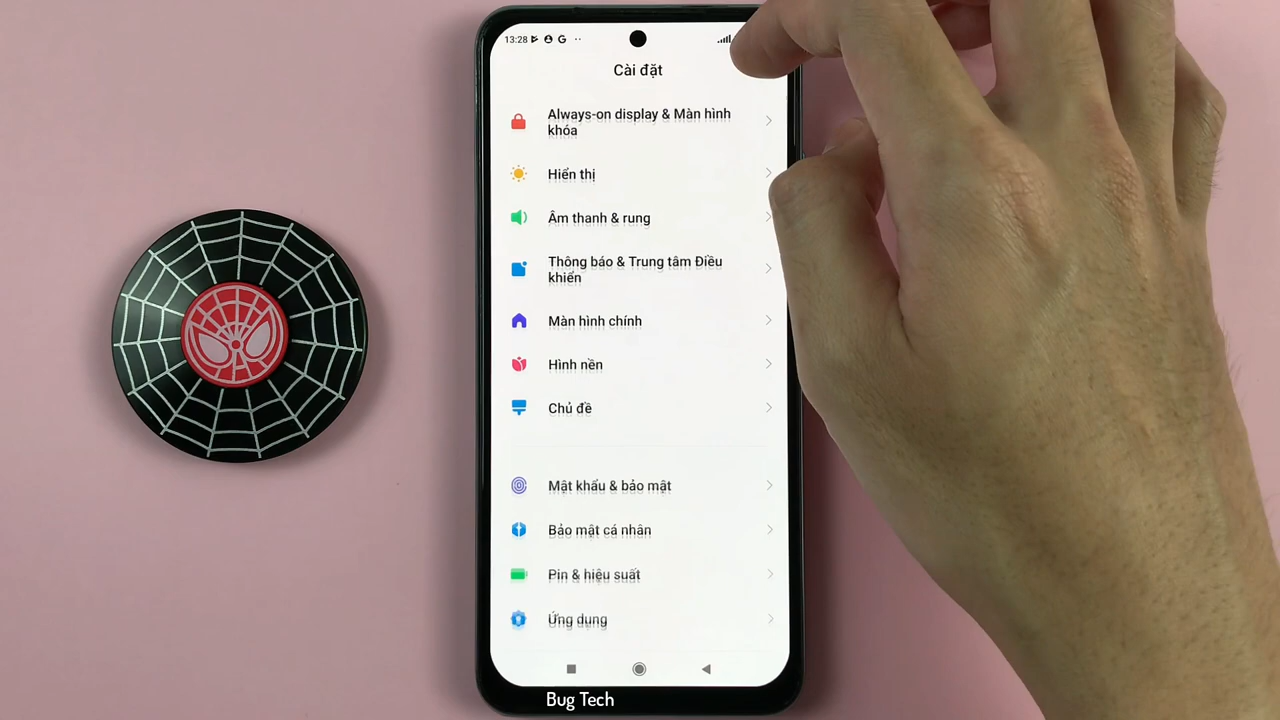 13:28
Cài đặt
Always-on display & Màn hình
khóa
Hiển thị
Âm thanh & rung
Thông báo & Trung tâm Điều
khiển
Màn hình chính
Hình nền
Chủ đề
Mật khẩu & bảo mật
Bảo mật cá nhân
Pin & hiệu suất
Ứng dụng
Bug Tech